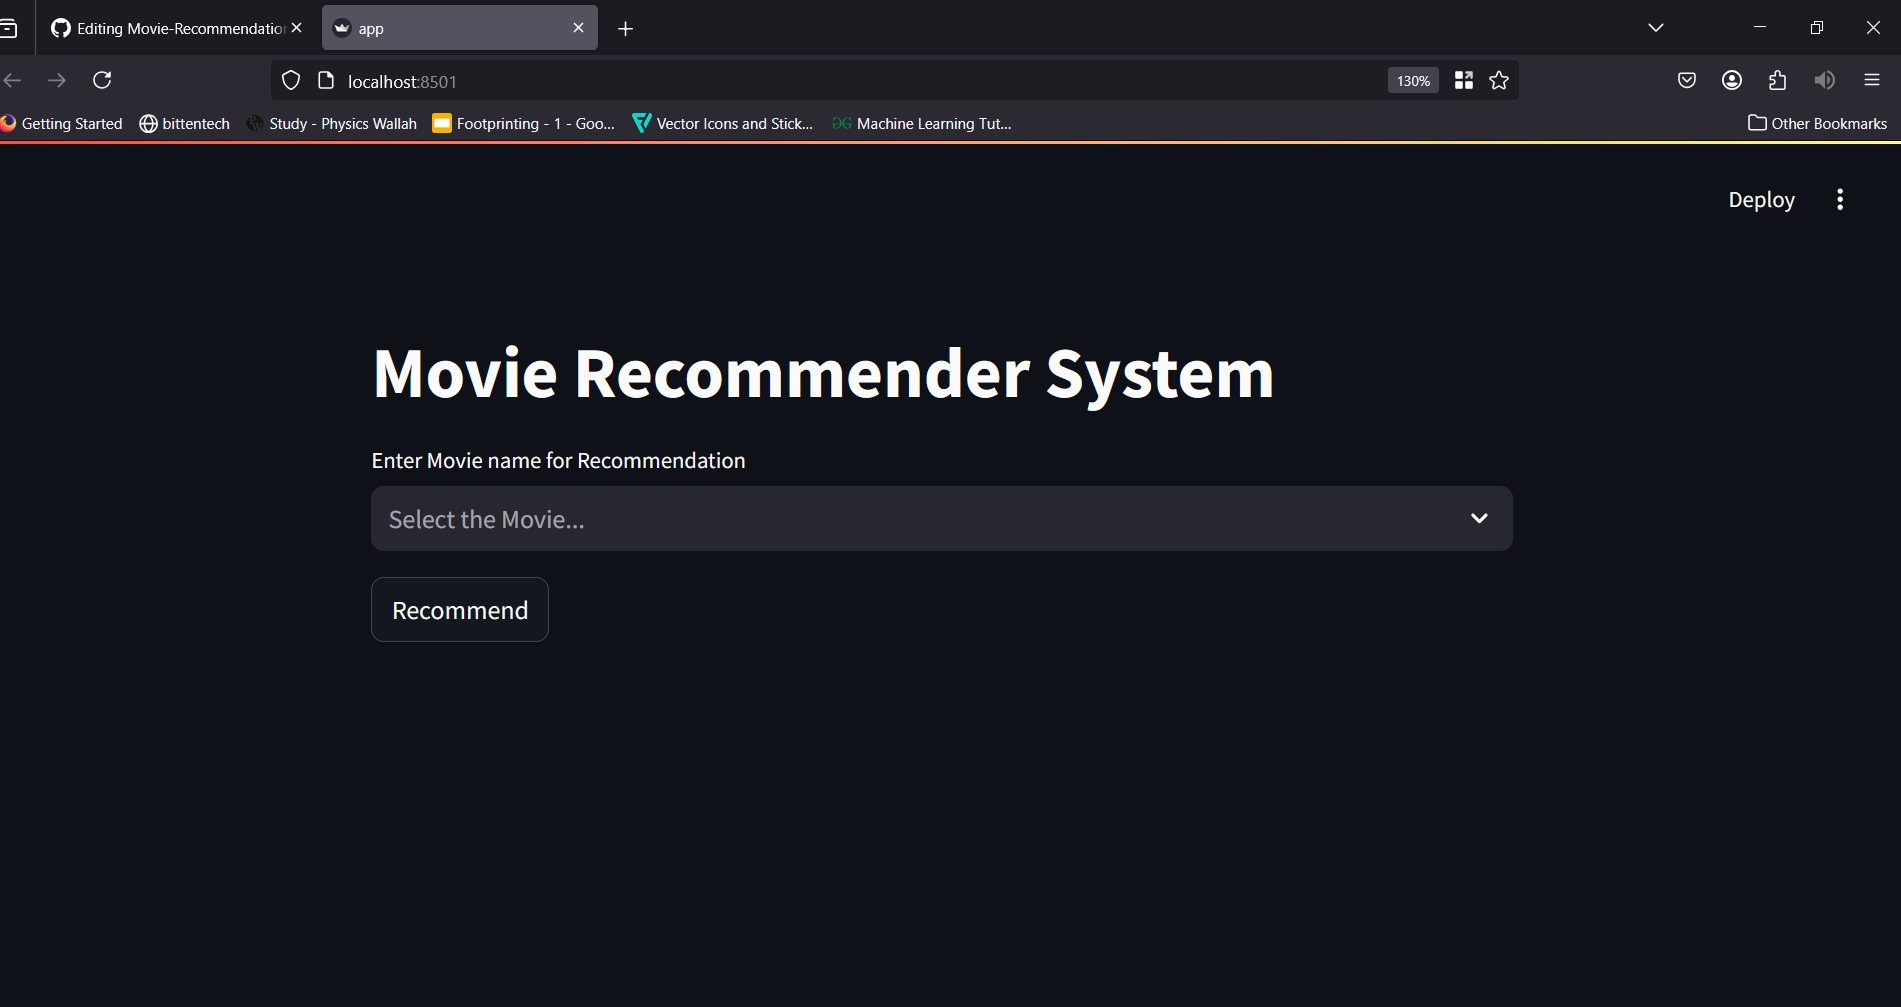 Editing Movie-Recommendation
app
localhost:8501
130%
Getting Started
bittentech
Study - Physics Wallah
Footprinting - 1 - Goo...
Vector Icons and Stick...
Machine Learning Tut...
Other Bookmarks
Deploy
Movie Recommender System
Enter Movie name for Recommendation
Select the Movie...
Recommend